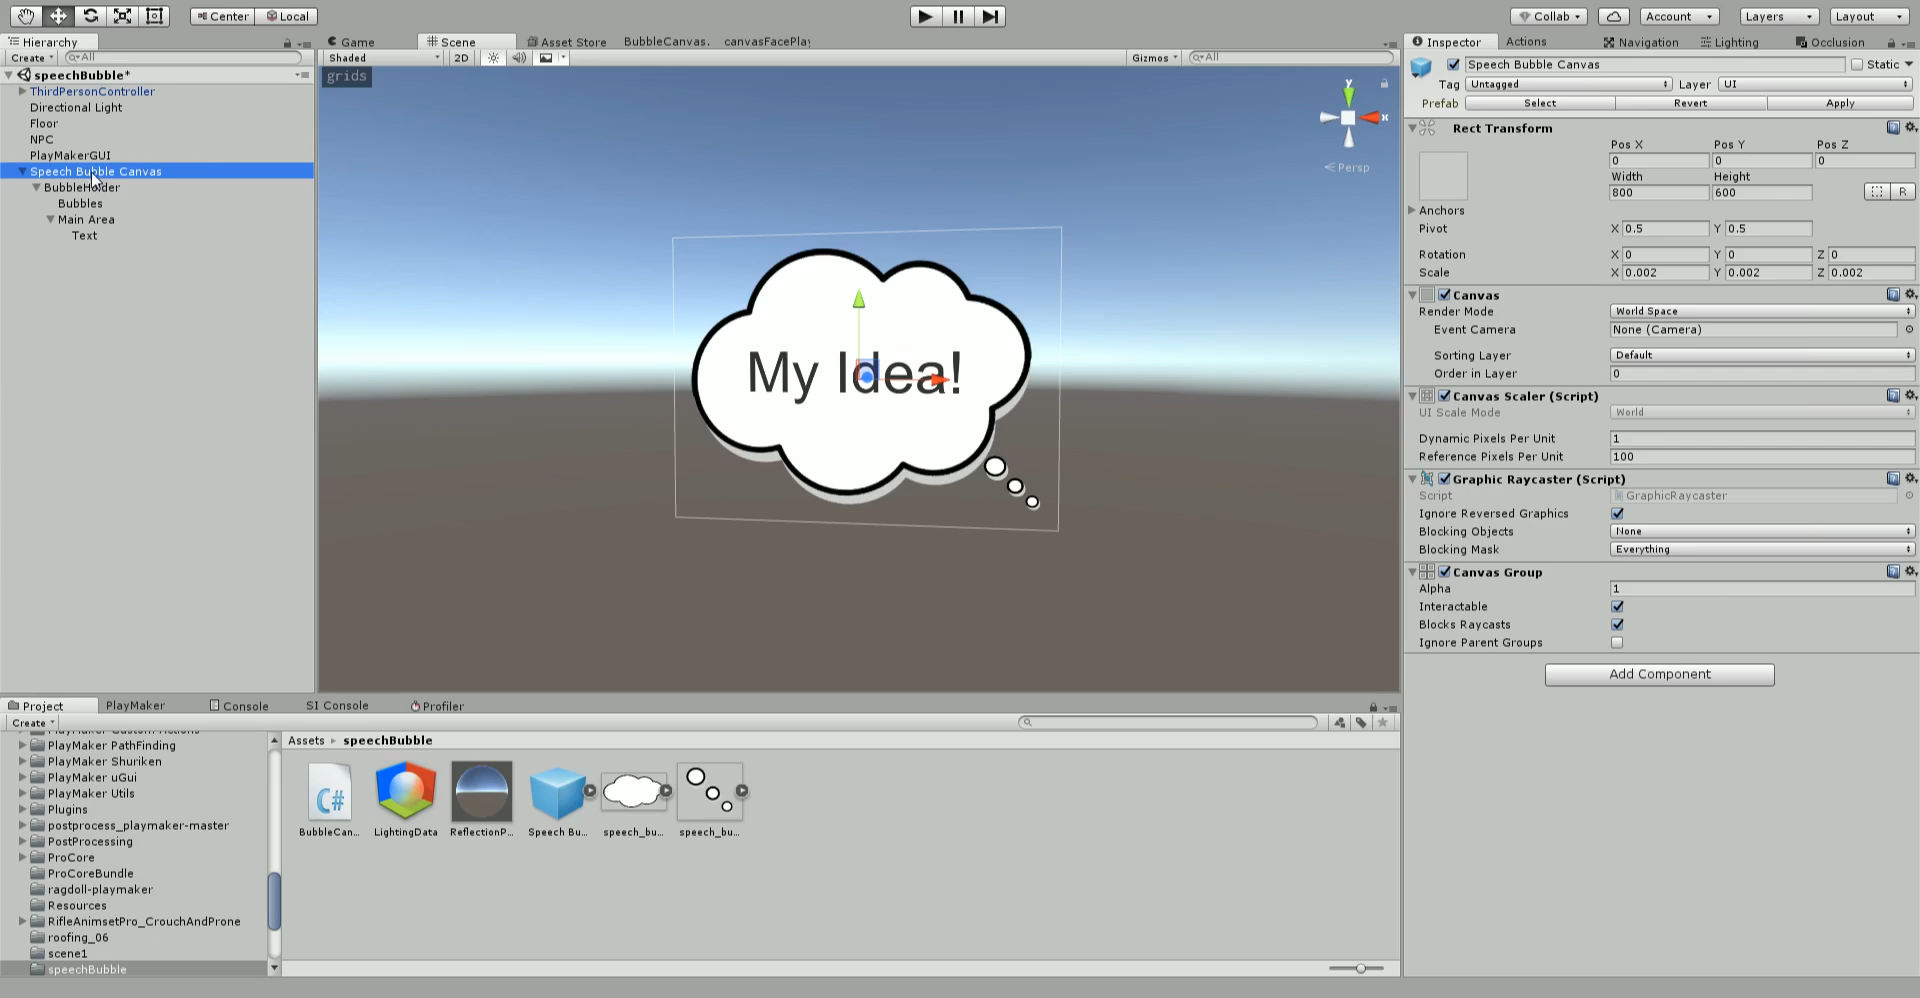 Center
Local
Collab
Account
Layers
Layout
Hierarchy
Create
All
speechBubble*
ThirdPersonController
Directional Light
Floor
NPC
PlayMakerGUI
Speech Bubble Canvas
BubbleHolder
Bubbles
Main Area
Text
Game
Scene
Asset Store
BubbleCanvas.
canvasFacePlay
Shaded
2D
Gizmos
All
grids
y
x
Persp
My Idea!
Inspector
Actions
Navigation
Lighting
Occlusion
Speech Bubble Canvas
Static
Tag Untagged Layer UI
Prefab Select Revert Apply
Rect Transform
Pos X Pos Y Pos Z
0 0 0
Width Height
800 600
R
Anchors
Pivot X 0.5 Y 0.5
Rotation X 0 Y 0 Z 0
Scale X 0.002 Y 0.002 Z 0.002
Canvas
Render Mode World Space
Event Camera None (Camera)
Sorting Layer Default
Order in Layer 0
Canvas Scaler (Script)
UI Scale Mode World
Dynamic Pixels Per Unit 1
Reference Pixels Per Unit 100
Graphic Raycaster (Script)
Script GraphicRaycaster
Ignore Reversed Graphics
Blocking Objects None
Blocking Mask Everything
Canvas Group
Alpha 1
Interactable
Blocks Raycasts
Ignore Parent Groups
Add Component
Project
PlayMaker
Console
SI Console
Profiler
Create
PlayMaker PathFinding
PlayMaker Shuriken
PlayMaker uGui
PlayMaker Utils
Plugins
postprocess_playmaker-master
PostProcessing
ProCore
ProCoreBundle
ragdoll-playmaker
Resources
RifleAnimsetPro_CrouchAndProne
roofing_06
scene1
speechBubble
Assets speechBubble
C#
BubbleCan...
LightingData
ReflectionP...
Speech Bu...
speech_bu...
speech_bu...